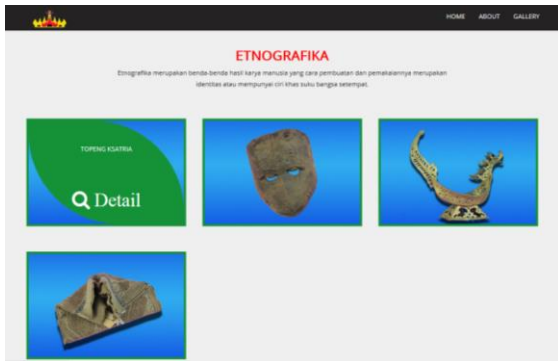 HOME ABOUT GALLERY
ETNOGRAFIKA
Etnografika merupakan benda-benda hasil karya manusia yang cara pembuatan dan pemakaiannya merupakan
identitas atau mempunyai ciri khas suku bangsa setempat.
TOPENG KSATRIA
Detail